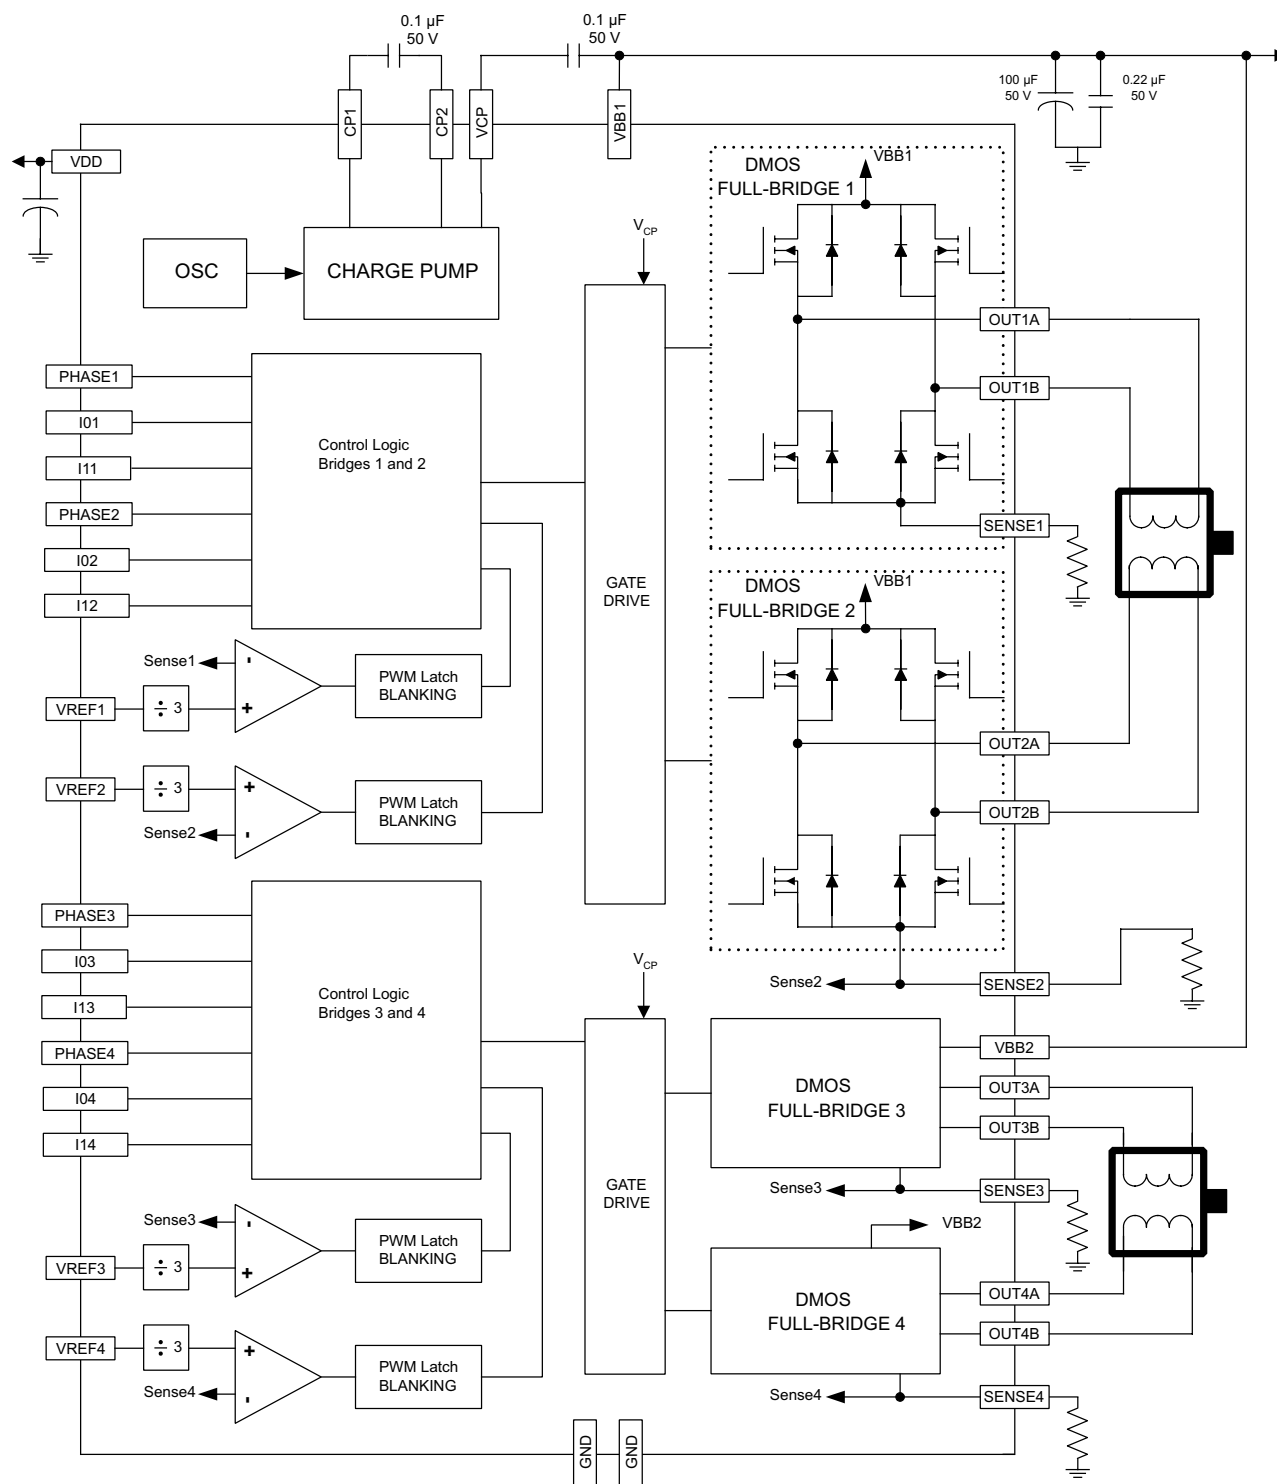 0.1 µF
50 V
0.1 µF
50 V
100 µF
50 V
0.22 µF
50 V
CP1
CP2
VCP
VBB1
VDD
OSC
CHARGE PUMP
VCP
DMOS
FULL-BRIDGE 1
VBB1
OUT1A
OUT1B
SENSE1
PHASE1
I01
I11
PHASE2
I02
I12
Control Logic
Bridges 1 and 2
GATE
DRIVE
DMOS
FULL-BRIDGE 2
VBB1
OUT2A
OUT2B
Sense1
-
VREF1
÷ 3
+
PWM Latch
BLANKING
VREF2
÷ 3
+
Sense2
-
PWM Latch
BLANKING
PHASE3
I03
I13
PHASE4
I04
I14
Control Logic
Bridges 3 and 4
VCP
GATE
DRIVE
Sense2
SENSE2
VBB2
DMOS
FULL-BRIDGE 3
OUT3A
OUT3B
Sense3
SENSE3
VBB2
DMOS
FULL-BRIDGE 4
OUT4A
OUT4B
Sense4
SENSE4
Sense3
-
VREF3
÷ 3
+
PWM Latch
BLANKING
VREF4
÷ 3
+
Sense4
-
PWM Latch
BLANKING
GND
GND